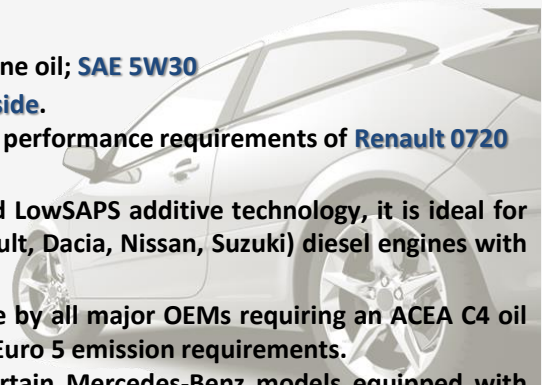 ne oil; SAE 5W30
side.
performance requirements of Renault 0720
d LowSAPS additive technology, it is ideal for
ult, Dacia, Nissan, Suzuki) diesel engines with
e by all major OEMs requiring an ACEA C4 oil
Euro 5 emission requirements.
rtain Mercedes-Benz models equipped with